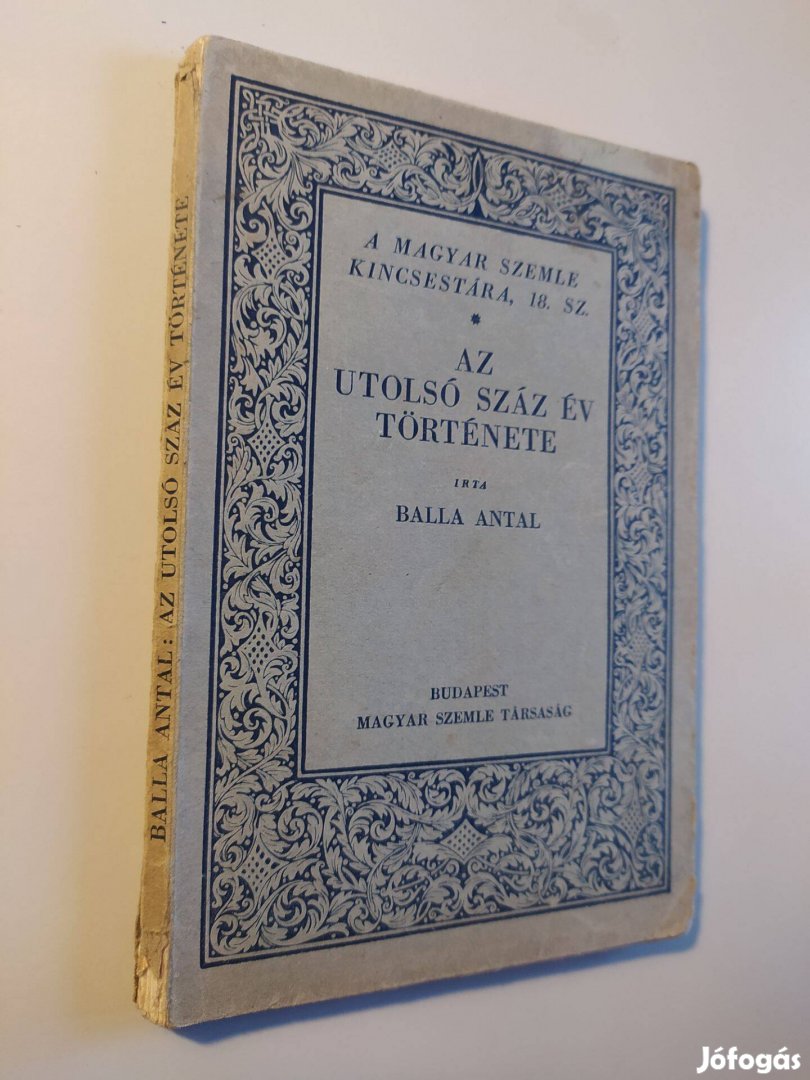 BALLA ANTAL: AZ UTOLSÓ SZÁZ ÉV TÖRTÉNETE
A MAGYAR SZEMLE
KINCSESTÁRA, 18. SZ.
*
AZ
UTOLSÓ SZÁZ ÉV
TÖRTÉNETE
IRTA
BALLA ANTAL
BUDAPEST
MAGYAR SZEMLE TÁRSASÁG
Jófogás